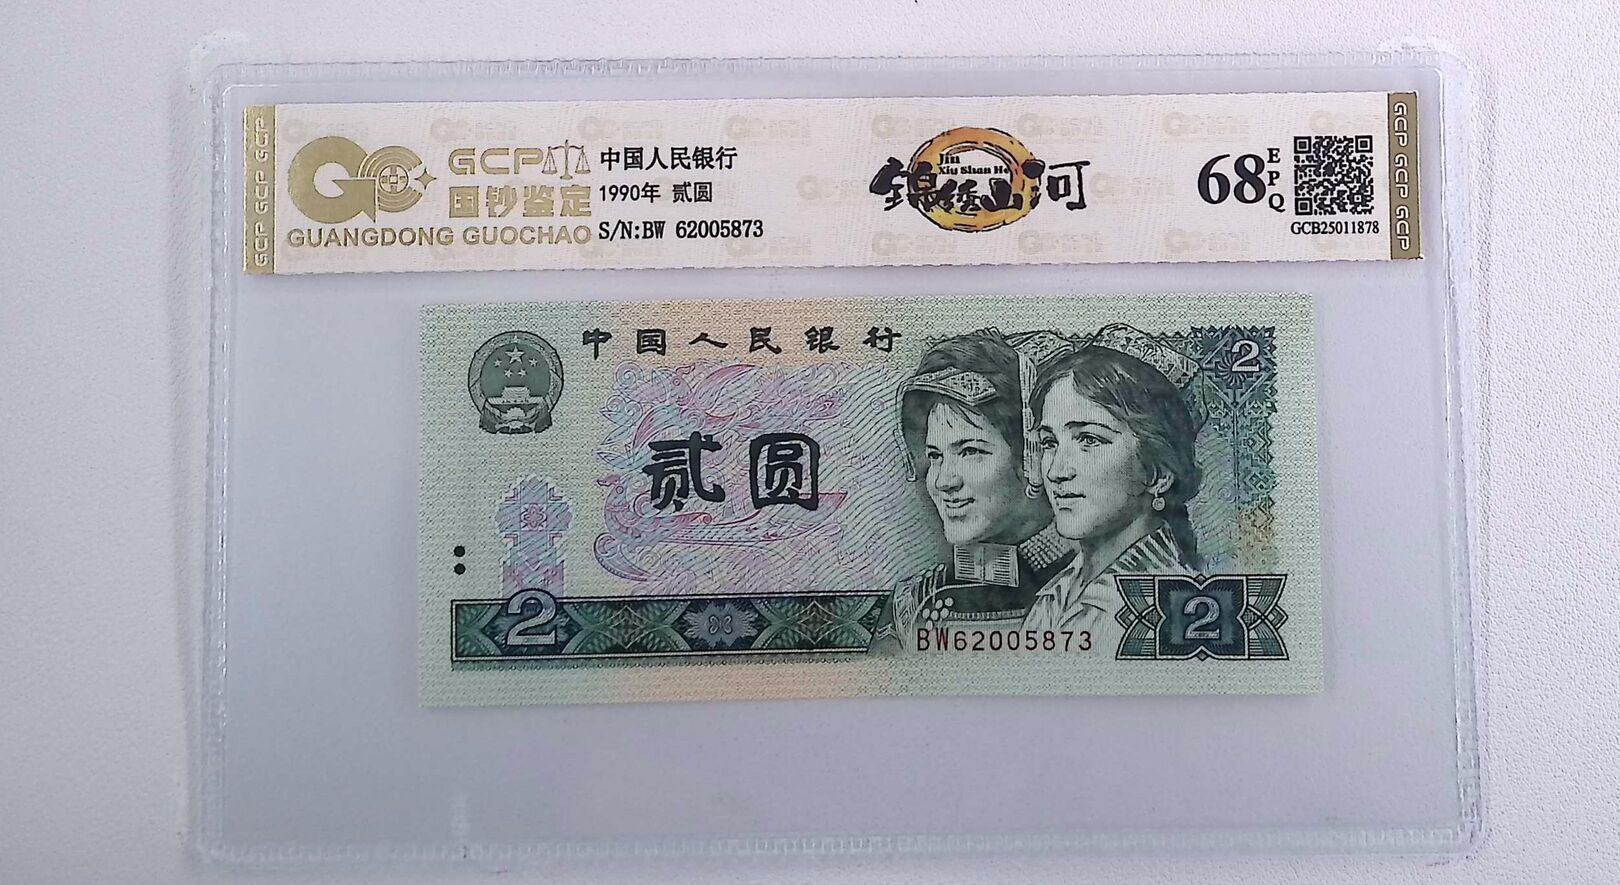 GCP GCP GCP
GCP
国钞鉴定
GUANGDONG GUOCHAO
中国人民银行
1990年 贰圆
S/N:BW 62005873
锦绣山河
Jin
Xiu Shan He
68
EPQ
GCB25011878
GCP GCP GCP
中国人民银行
2
贰圆
2
BW62005873
2